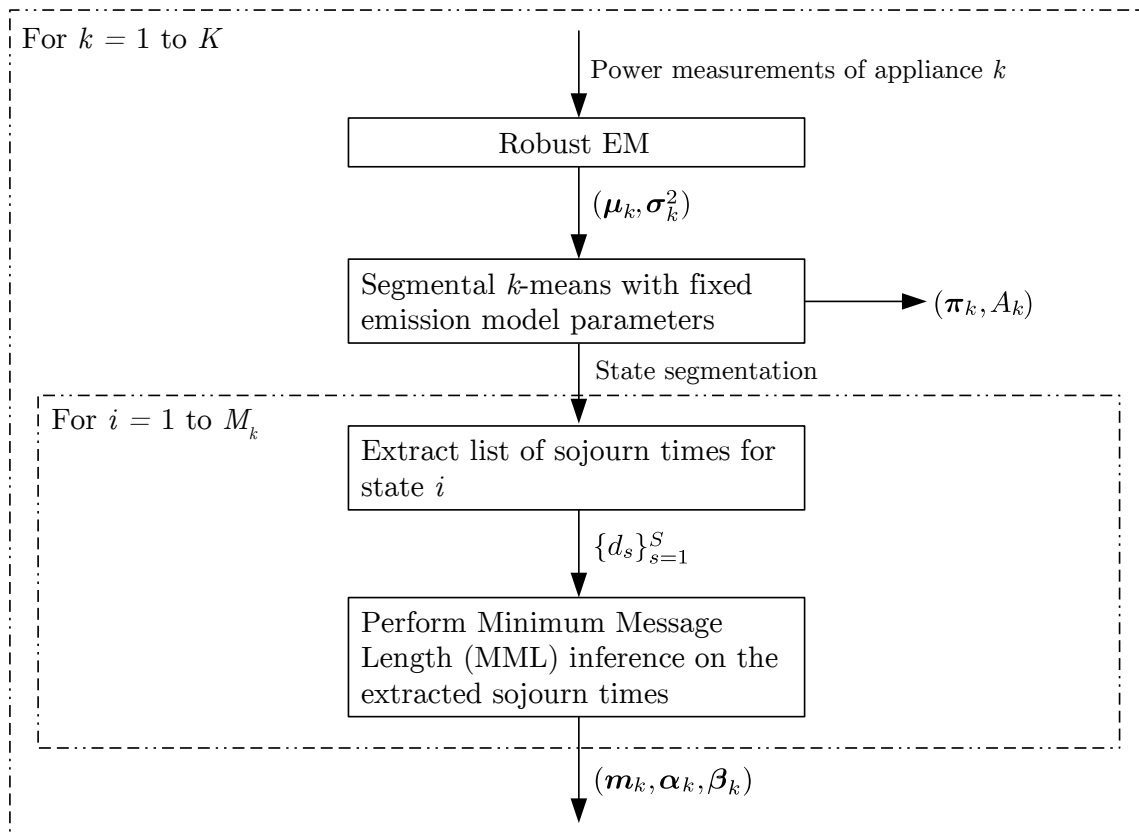 For k = 1 to K
Power measurements of appliance k
Robust EM
(μ_k, σ_k^2)
Segmental k-means with fixed
emission model parameters
(π_k, A_k)
State segmentation
For i = 1 to M_k
Extract list of sojourn times for
state i
{d_s}_{s=1}^S
Perform Minimum Message
Length (MML) inference on the
extracted sojourn times
(m_k, α_k, β_k)